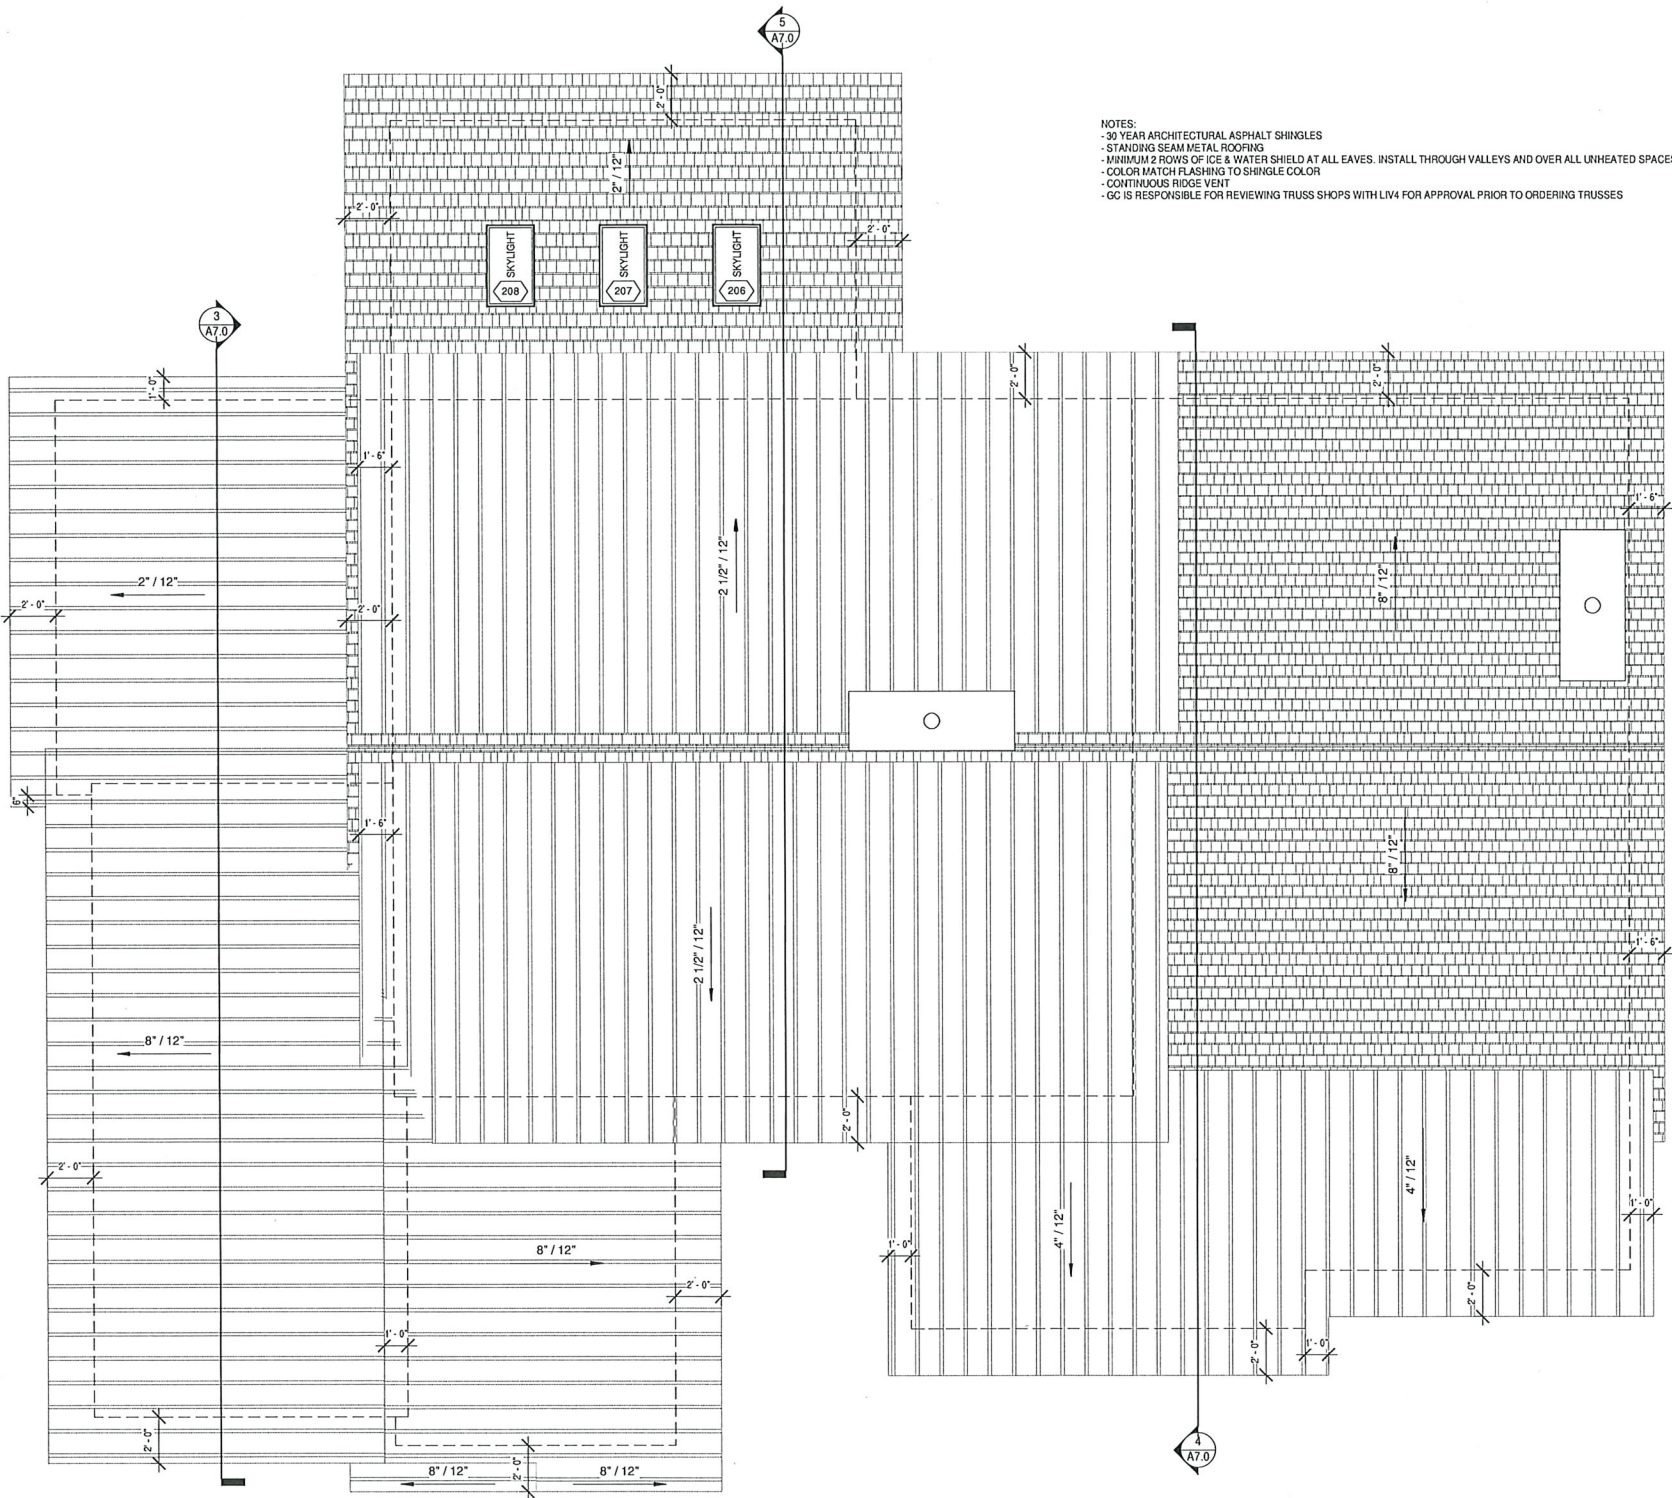 5
A7.0
NOTES:
- 30 YEAR ARCHITECTURAL ASPHALT SHINGLES
- STANDING SEAM METAL ROOFING
- MINIMUM 2 ROWS OF ICE & WATER SHIELD AT ALL EAVES. INSTALL THROUGH VALLEYS AND OVER ALL UNHEATED SPACES
- COLOR MATCH FLASHING TO SHINGLE COLOR
- CONTINUOUS RIDGE VENT
- GC IS RESPONSIBLE FOR REVIEWING TRUSS SHOPS WITH LIV4 FOR APPROVAL PRIOR TO ORDERING TRUSSES
2' - 0"
2" / 12"
2' - 0"
2' - 0"
SKYLIGHT
208
SKYLIGHT
207
SKYLIGHT
206
3
A7.0
1' - 0"
2' - 0"
2' - 0"
1' - 6"
1' - 6"
2 1/2" / 12"
8" / 12"
2" / 12"
2' - 0"
2' - 0"
6"
1' - 6"
8" / 12"
2 1/2" / 12"
1' - 6"
8" / 12"
2' - 0"
2' - 0"
4" / 12"
4" / 12"
1' - 0"
1' - 0"
8" / 12"
2' - 0"
2' - 0"
1' - 0"
2' - 0"
1' - 0"
2' - 0"
4
A7.0
8" / 12"
2' - 0"
8" / 12"